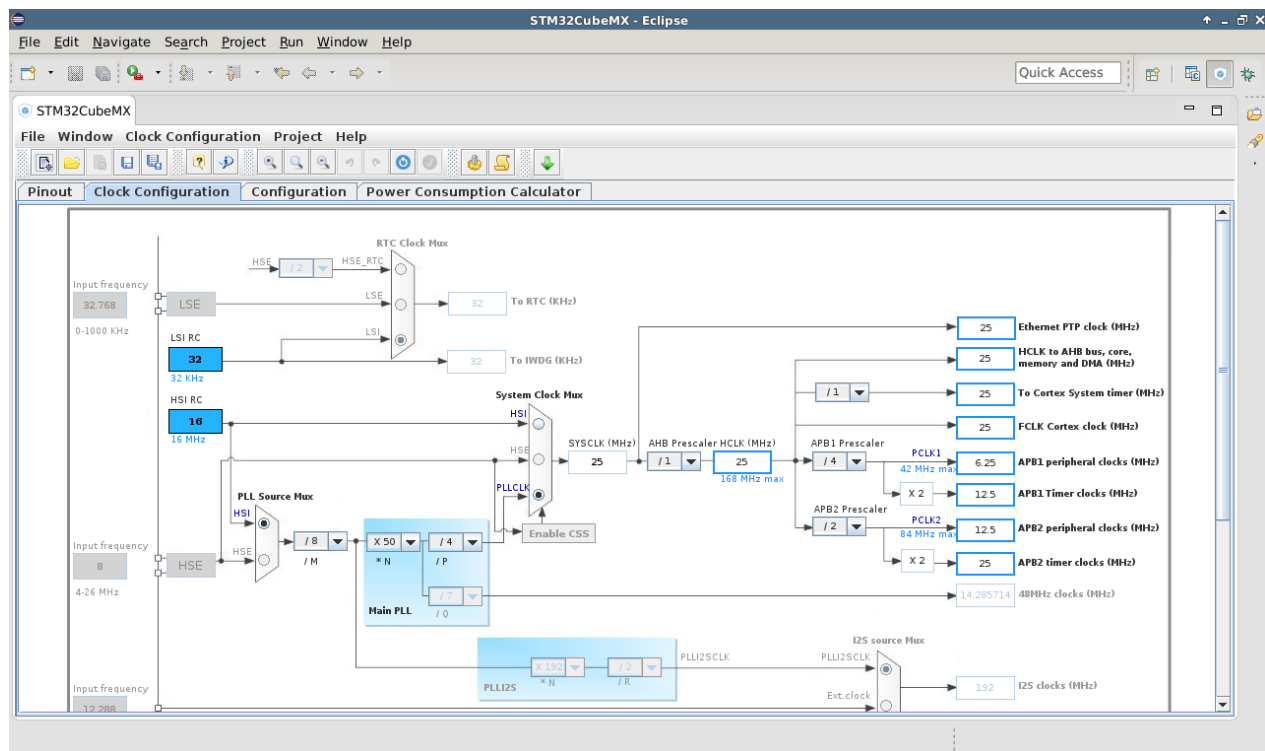 STM32CubeMX - Eclipse
File Edit Navigate Search Project Run Window Help
Quick Access
STM32CubeMX
File Window Clock Configuration Project Help
Pinout Clock Configuration Configuration Power Consumption Calculator
RTC Clock Mux
HSE / 2 HSE_RTC
Input frequency
32.768 LSE LSE 32 To RTC (KHz)
0-1000 KHz
LSI RC LSI
32 32 To IWDG (KHz)
32 KHz
25 Ethernet PTP clock (MHz)
25 HCLK to AHB bus, core,
memory and DMA (MHz)
/ 1 25 To Cortex System timer (MHz)
HSI RC System Clock Mux
16 HSI
16 MHz
25 FCLK Cortex clock (MHz)
HSE SYSCLK (MHz) AHB Prescaler HCLK (MHz) APB1 Prescaler
25 / 1 25 / 4 PCLK1 6.25 APB1 peripheral clocks (MHz)
168 MHz max 42 MHz max
PLLCLK
X 2 12.5 APB1 Timer clocks (MHz)
PLL Source Mux
HSI
APB2 Prescaler
/ 2 PCLK2 12.5 APB2 peripheral clocks (MHz)
84 MHz max
Enable CSS
/ 8 X 50 / 4
/ M * N / P
Input frequency HSE
8 HSE
4-26 MHz
X 2 25 APB2 timer clocks (MHz)
/ 7 14.285714 48MHz clocks (MHz)
Main PLL / Q
I2S source Mux
X 192 / 2 PLLI2SCLK PLLI2SCLK
PLLI2S * N / R
192 I2S clocks (MHz)
Input frequency Ext.clock
12.288